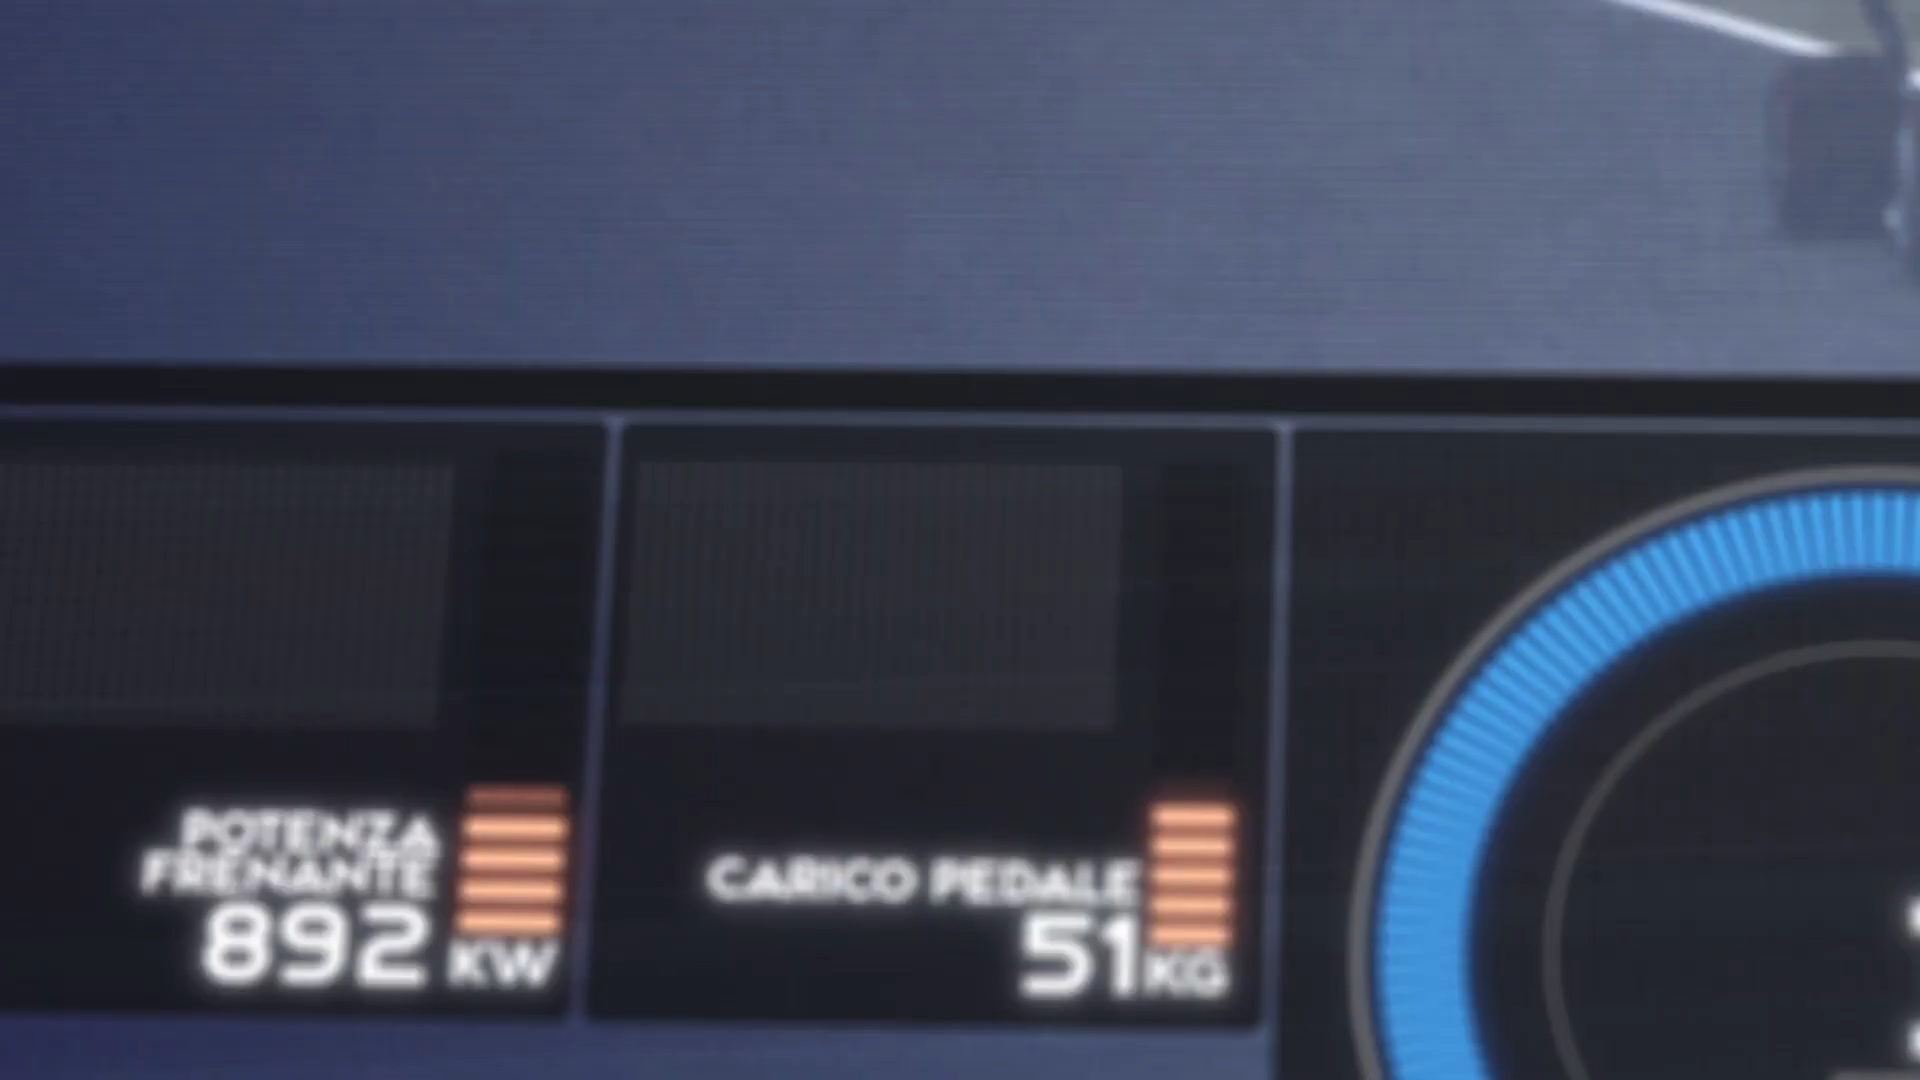 POTENZA
FRENANTE
892 KW
CARICO PEDALE
51 KG